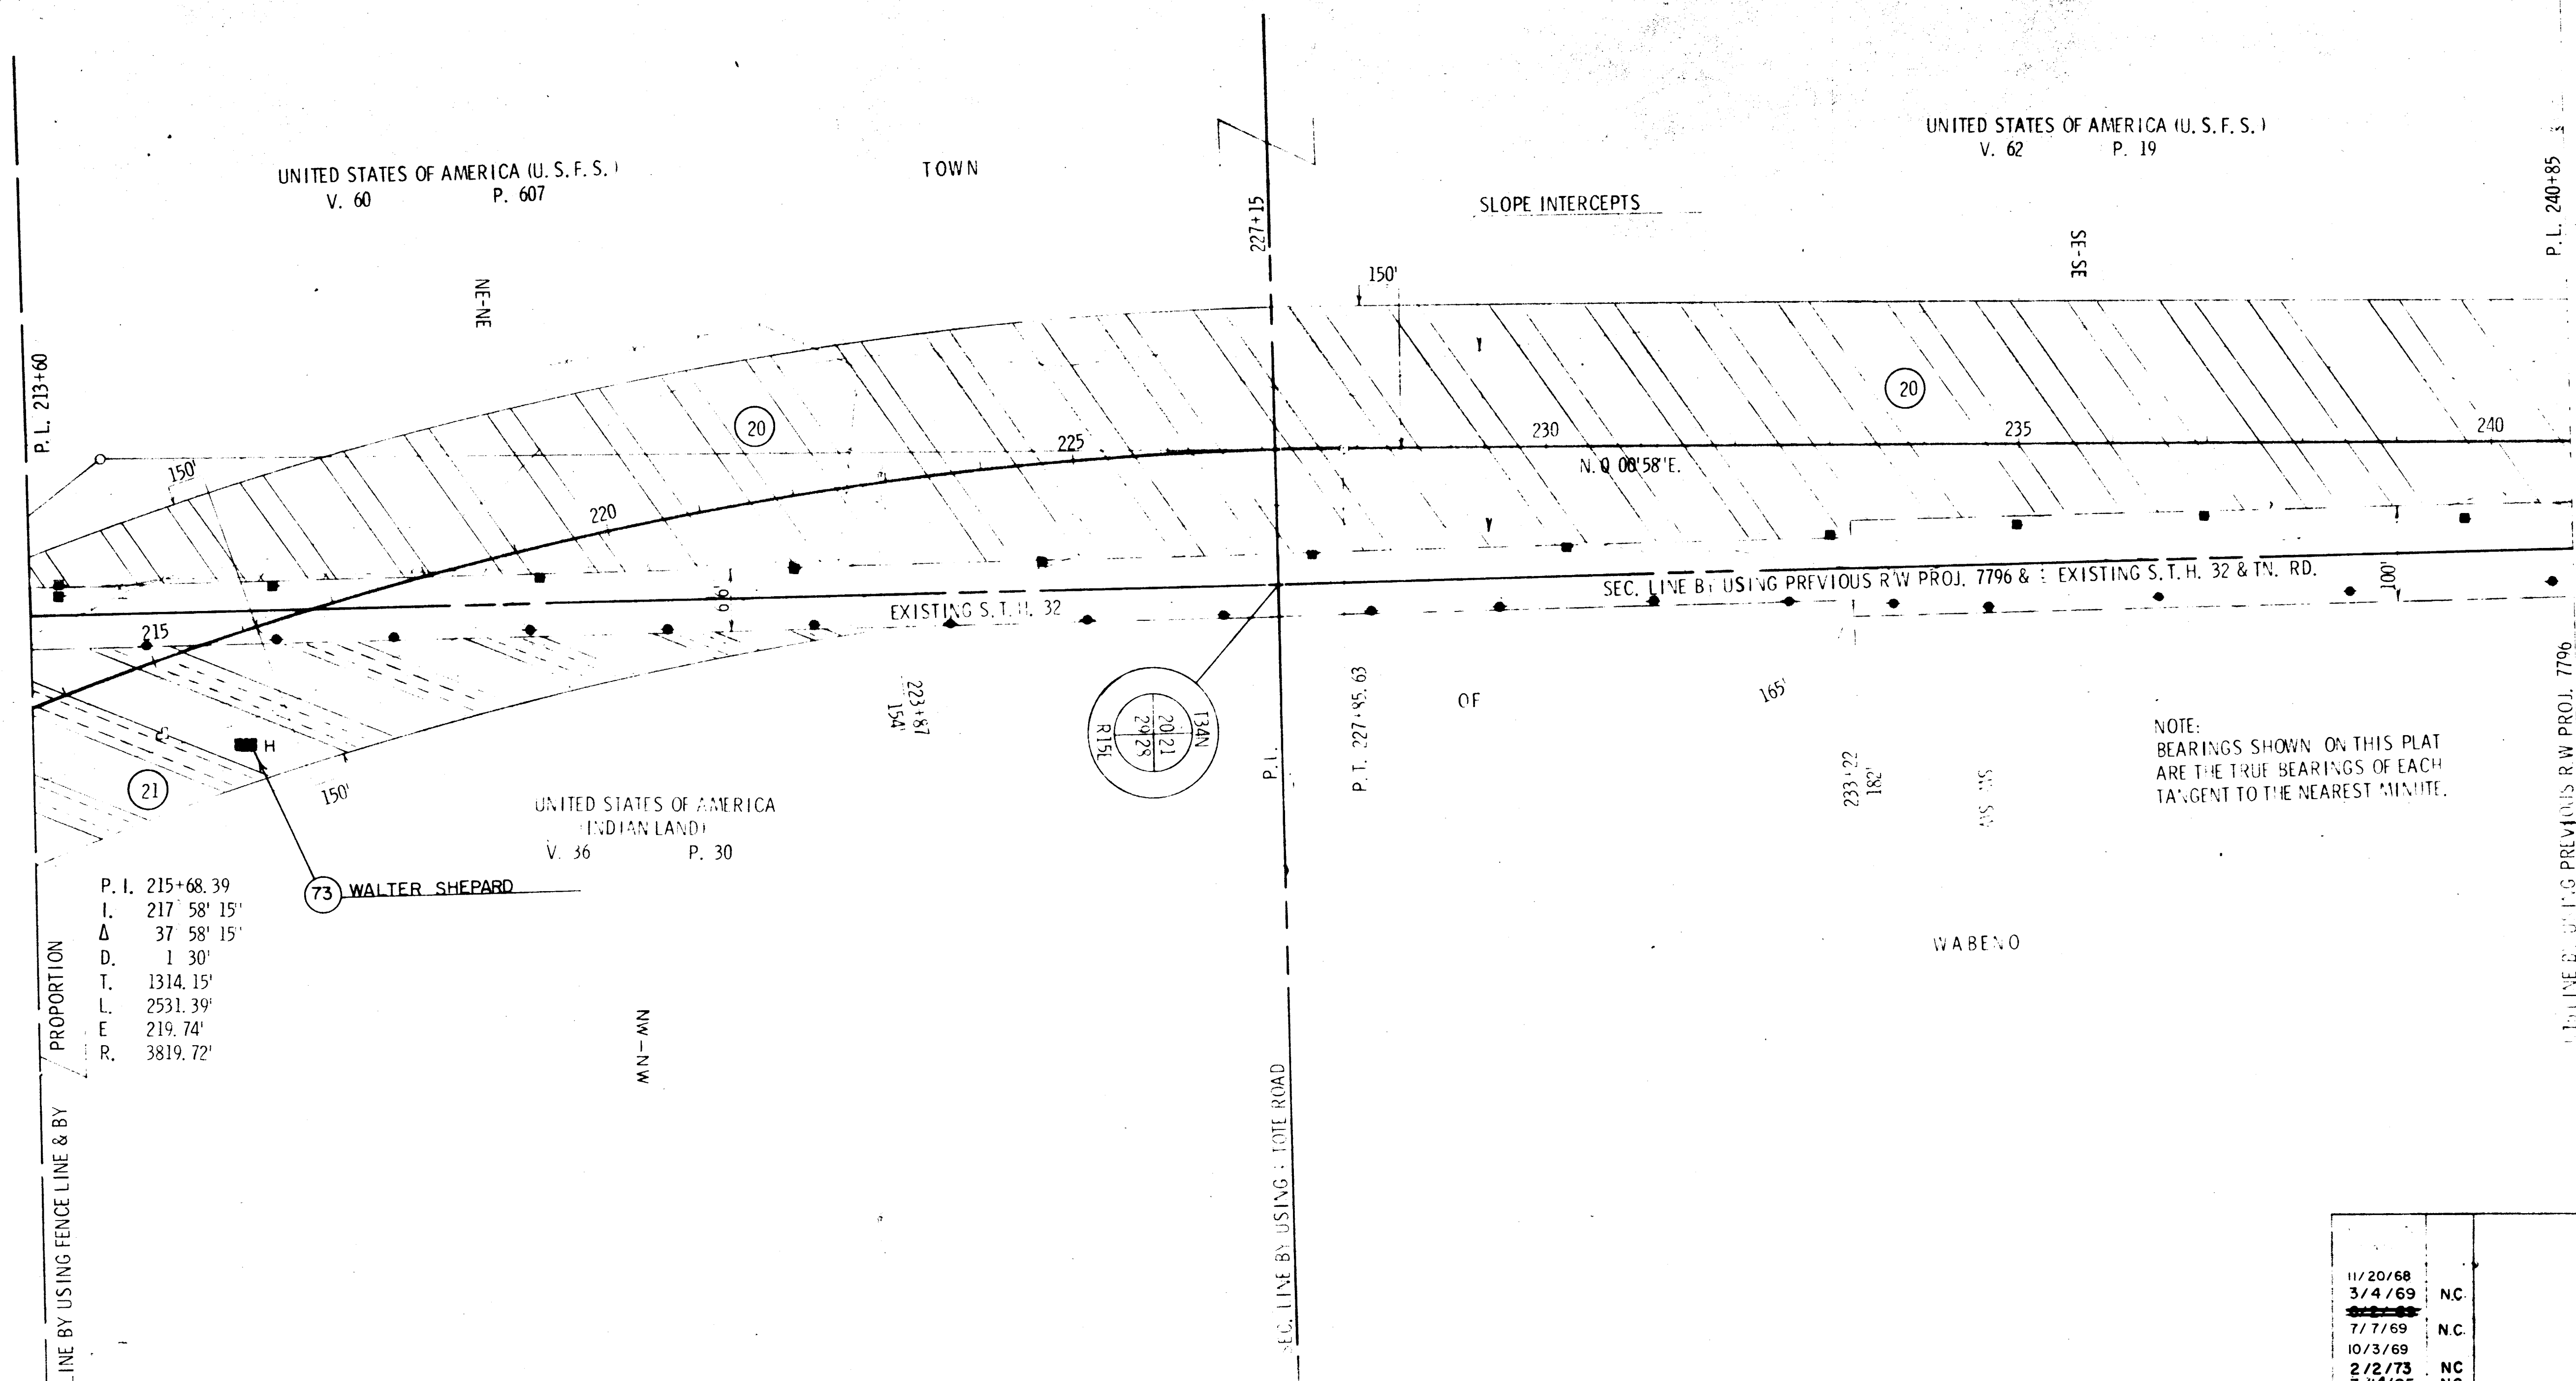 UNITED STATES OF AMERICA (U. S. F. S. )
V. 60 P. 607
TOWN
UNITED STATES OF AMERICA (U. S. F. S. )
V. 62 P. 19
SLOPE INTERCEPTS
P. L. 240+85
227+15
NE-NE
SE-SE
150'
P. L. 213+60
150'
20
20
215
220
225
230
235
240
N. 0 00'58"E.
66'
EXISTING S. T. H. 32
SEC. LINE BY USING PREVIOUS R/W PROJ. 7796 & EXISTING S. T. H. 32 & TN. RD.
100'
H
21
150'
223+87
154'
T34N
20 21
29 28
R15E
P. L.
P. T. 227+85. 63
OF
165'
233+22
182'
NOTE:
BEARINGS SHOWN ON THIS PLAT
ARE THE TRUE BEARINGS OF EACH
TANGENT TO THE NEAREST MINUTE.
UNITED STATES OF AMERICA
(INDIAN LAND)
V. 36 P. 30
73 WALTER SHEPARD
P. I. 215+68. 39
I. 217 58' 15"
Δ 37 58' 15"
D. 1 30'
T. 1314. 15'
L. 2531. 39'
E 219. 74'
R. 3819. 72'
WABENO
NW-NW
LINE BY USING FENCE LINE & BY PROPORTION
SEC. LINE BY USING TOTE ROAD
USING PREVIOUS R/W PROJ. 7796
11/20/68
3/4/69 N.C.
7/7/69 N.C.
10/3/69
2/2/73 NC